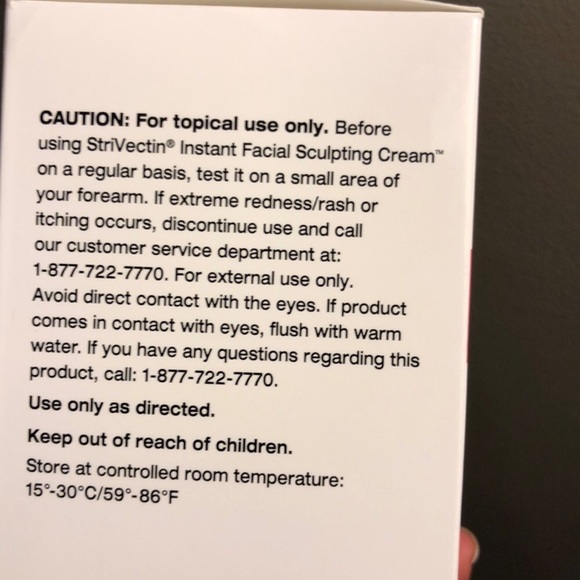 CAUTION: For topical use only. Before
using StriVectin® Instant Facial Sculpting Cream™
on a regular basis, test it on a small area of
your forearm. If extreme redness/rash or
itching occurs, discontinue use and call
our customer service department at:
1-877-722-7770. For external use only.
Avoid direct contact with the eyes. If product
comes in contact with eyes, flush with warm
water. If you have any questions regarding this
product, call: 1-877-722-7770.
Use only as directed.
Keep out of reach of children.
Store at controlled room temperature:
15°-30°C/59°-86°F